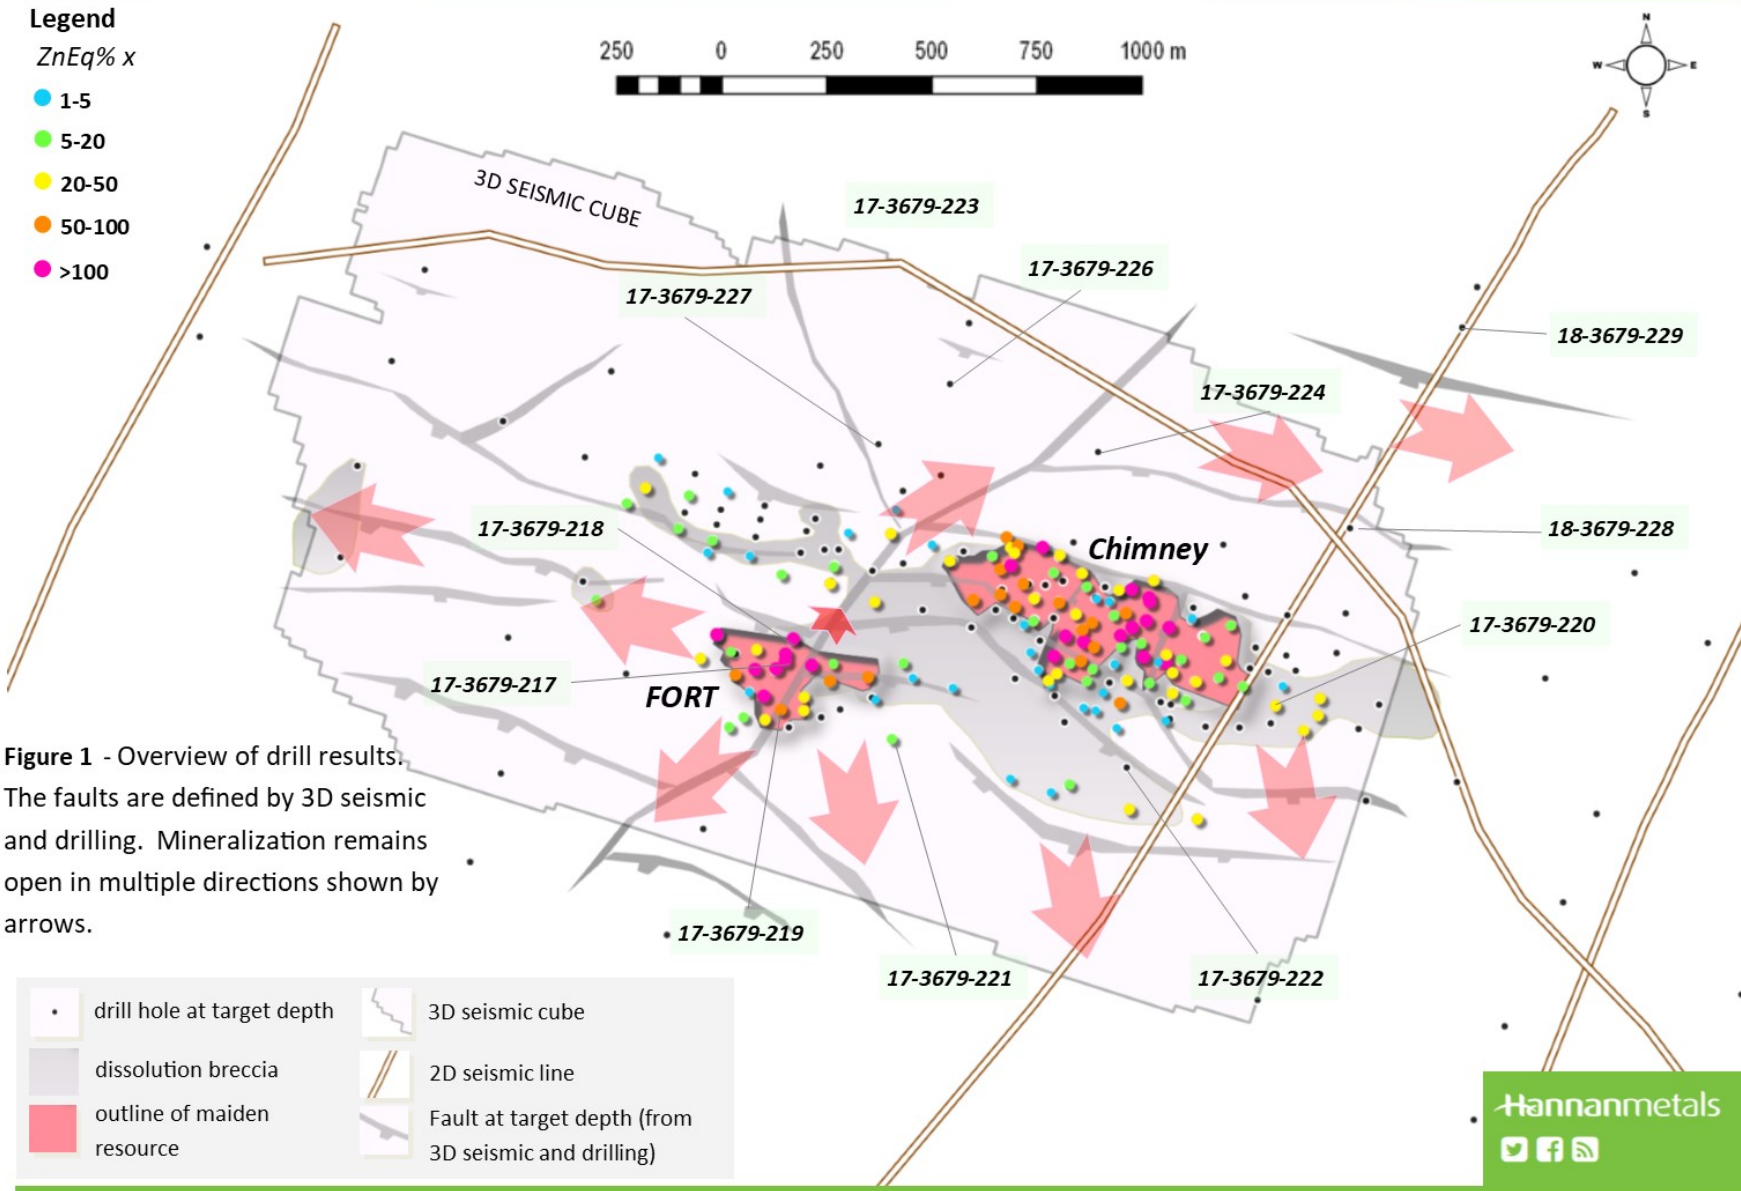 Legend
ZnEq% x
1-5
5-20
20-50
50-100
>100
250 0 250 500 750 1000 m
N
W E
S
3D SEISMIC CUBE
17-3679-223
17-3679-226
17-3679-227
18-3679-229
17-3679-224
17-3679-218
18-3679-228
Chimney
17-3679-220
17-3679-217
FORT
Figure 1 - Overview of drill results.
The faults are defined by 3D seismic
and drilling. Mineralization remains
open in multiple directions shown by
arrows.
17-3679-219
17-3679-221
17-3679-222
drill hole at target depth
3D seismic cube
dissolution breccia
2D seismic line
outline of maiden
resource
Fault at target depth (from
3D seismic and drilling)
Hannanmetals